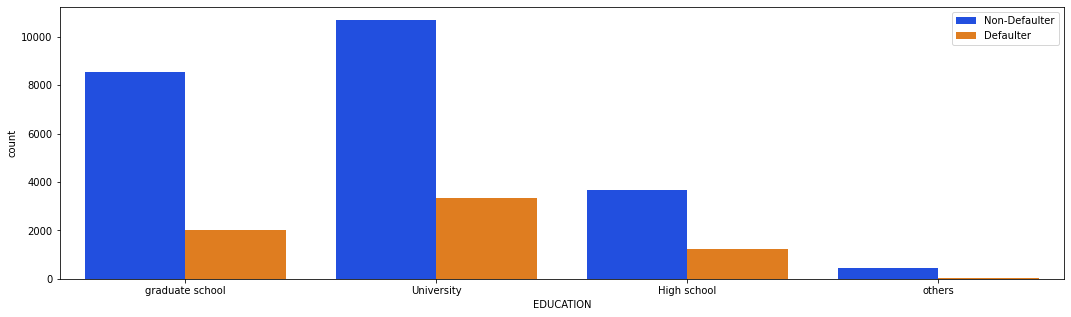 Non-Defaulter
Defaulter
10000
8000
6000
4000
2000
0
count
graduate school
University
High school
others
EDUCATION